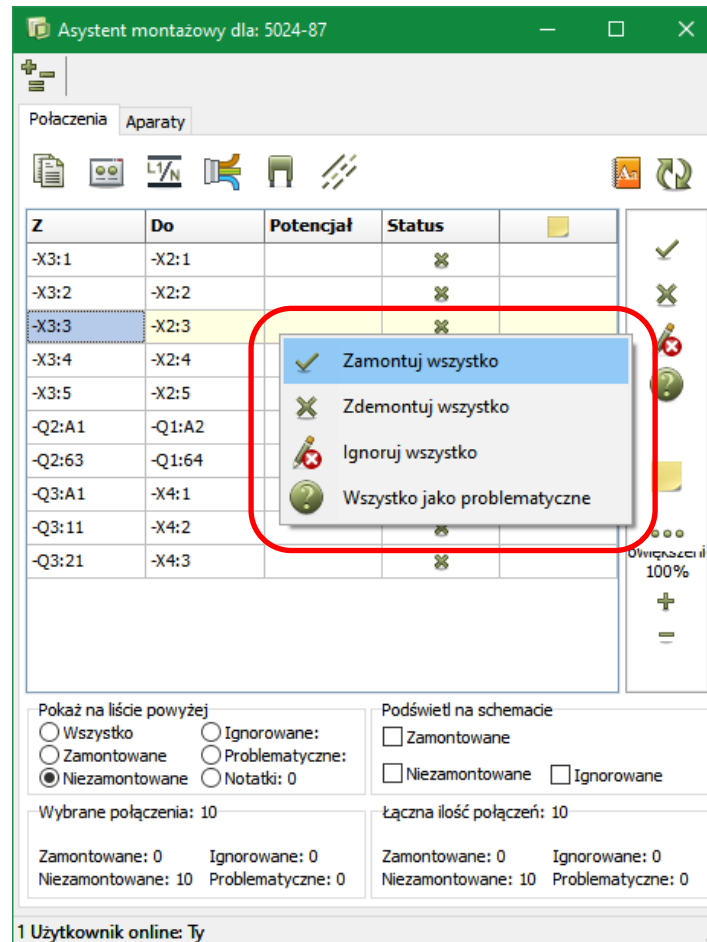 Asystent montażowy dla: 5024-87
Połaczenia Aparaty
L1/N
Z Do Potencjał Status
-X3:1 -X2:1
-X3:2 -X2:2
-X3:3 -X2:3
-X3:4 -X2:4
-X3:5 -X2:5
-Q2:A1 -Q1:A2
-Q2:63 -Q1:64
-Q3:A1 -X4:1
-Q3:11 -X4:2
-Q3:21 -X4:3
Zamontuj wszystko
Zdemontuj wszystko
Ignoruj wszystko
Wszystko jako problematyczne
100%
Pokaż na liście powyżej
Wszystko Ignorowane:
Zamontowane Problematyczne:
Niezamontowane Notatki: 0
Podświetl na schemacie
Zamontowane
Niezamontowane Ignorowane
Wybrane połączenia: 10
Zamontowane: 0 Ignorowane: 0
Niezamontowane: 10 Problematyczne: 0
Łączna ilość połączeń: 10
Zamontowane: 0 Ignorowane: 0
Niezamontowane: 10 Problematyczne: 0
1 Użytkownik online: Ty